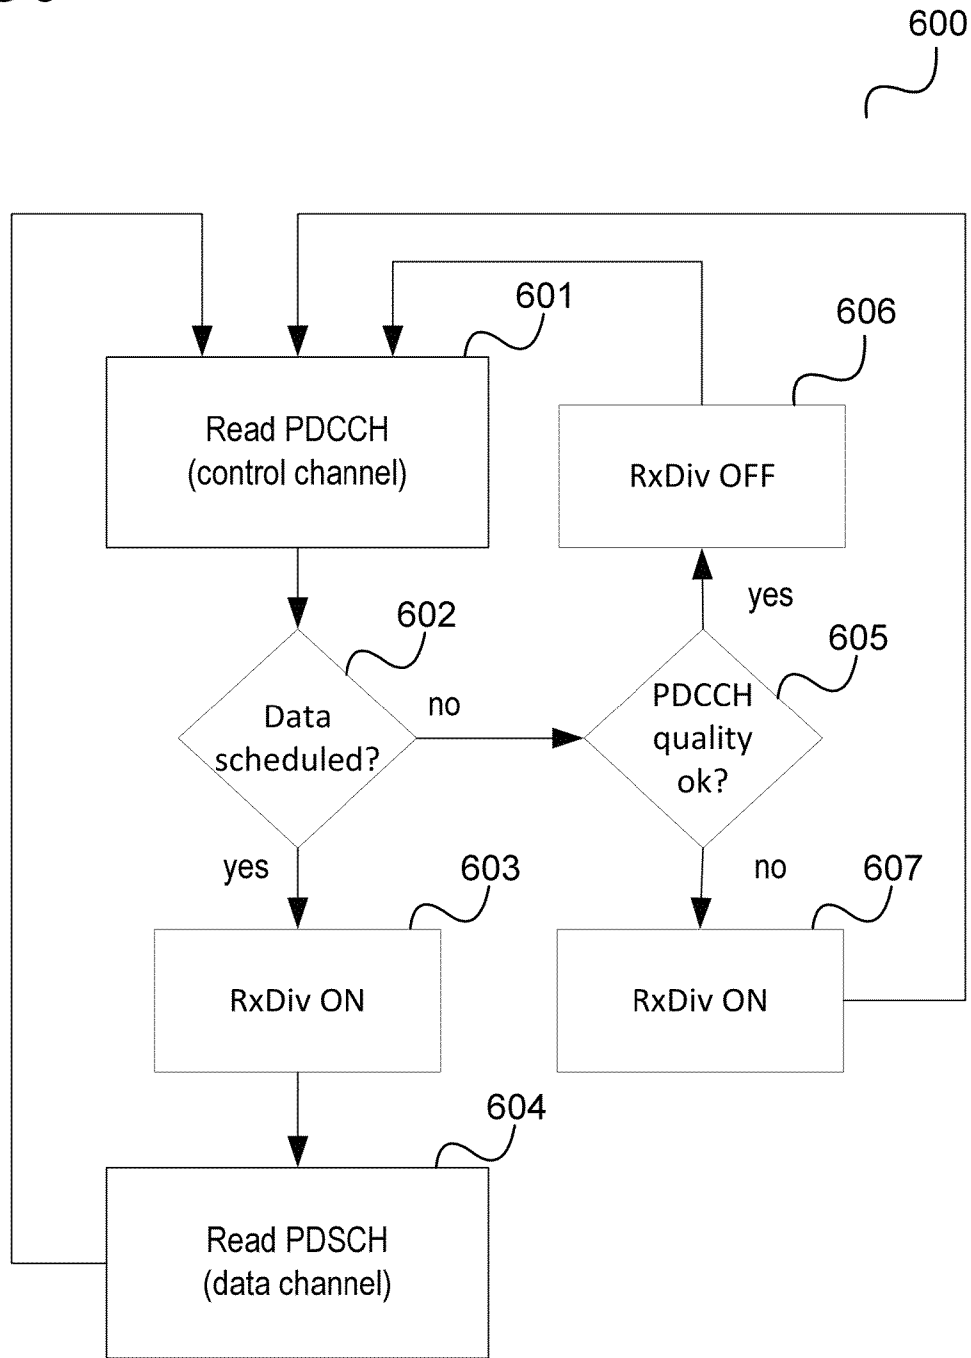 600
601
606
Read PDCCH
(control channel)
RxDiv OFF
yes
602
605
Data
scheduled?
no
PDCCH
quality
ok?
yes
603
no
607
RxDiv ON
RxDiv ON
604
Read PDSCH
(data channel)